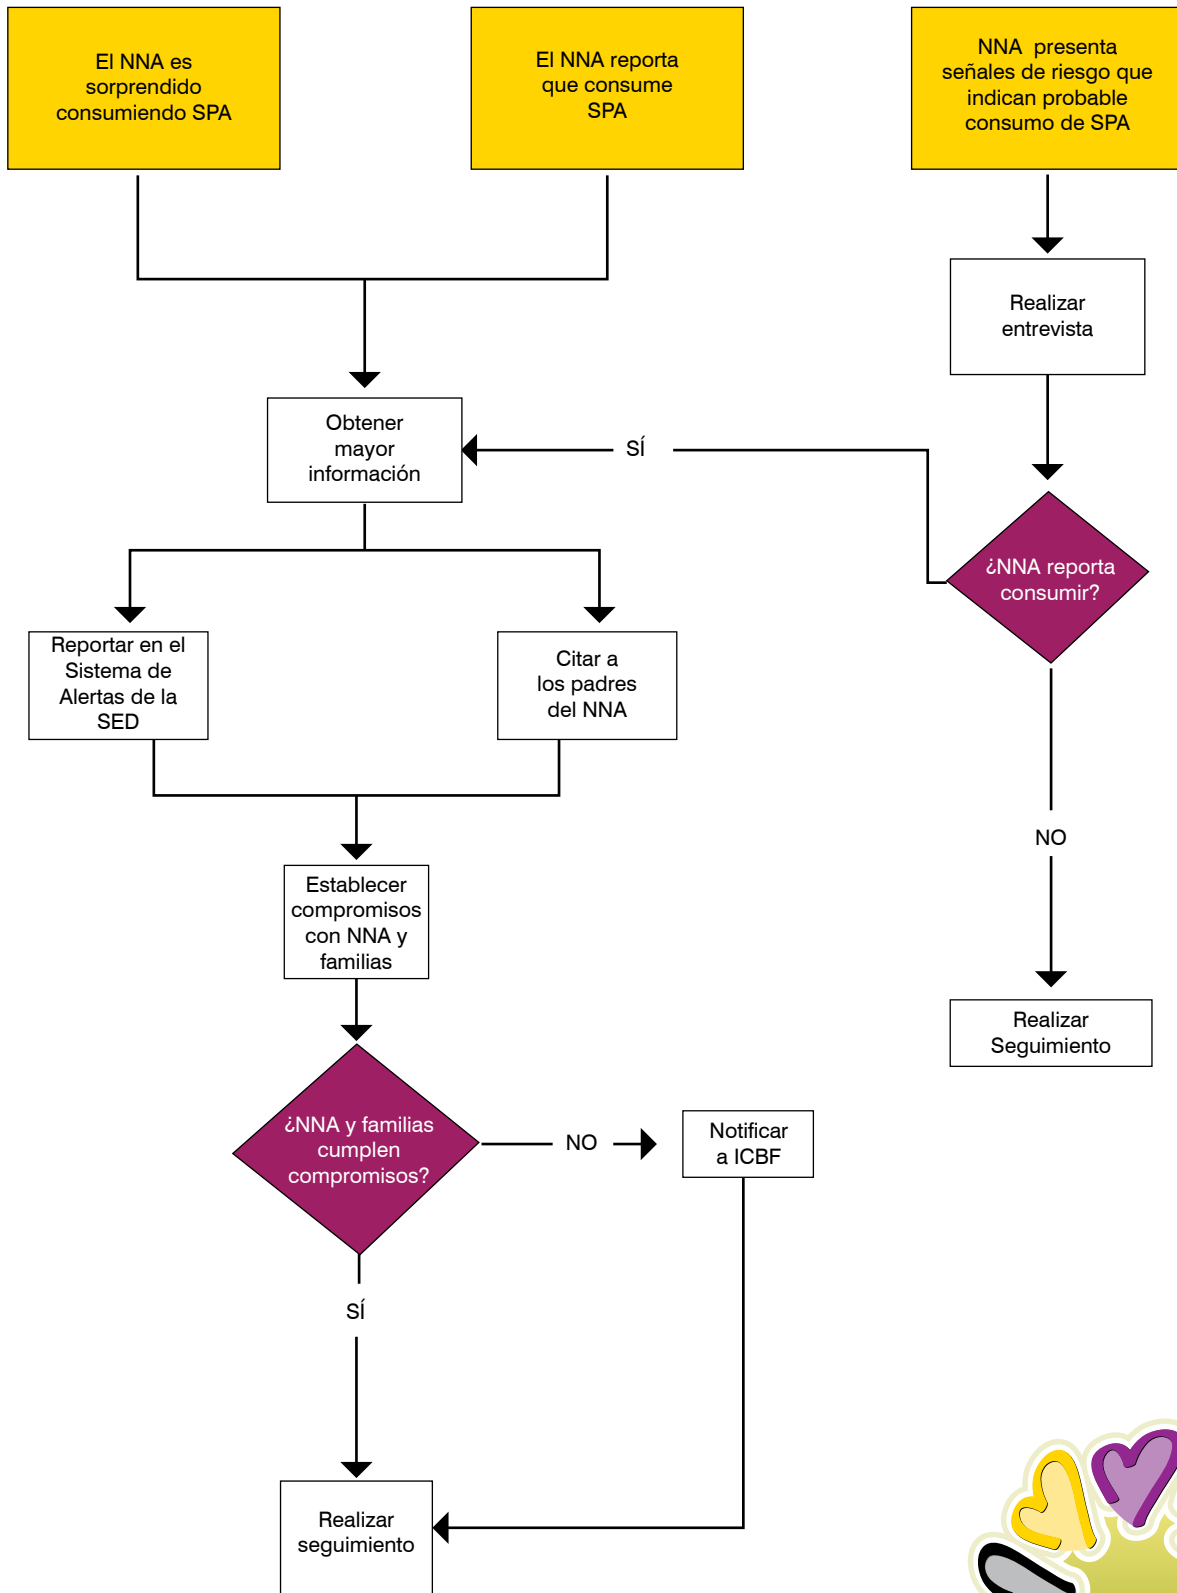 El NNA es
sorprendido
consumiendo SPA
El NNA reporta
que consume
SPA
NNA presenta
señales de riesgo que
indican probable
consumo de SPA
Realizar
entrevista
Obtener
mayor
información
SÍ
¿NNA reporta
consumir?
Reportar en el
Sistema de
Alertas de la
SED
Citar a
los padres
del NNA
NO
Establecer
compromisos
con NNA y
familias
Realizar
Seguimiento
¿NNA y familias
cumplen
compromisos?
NO
Notificar
a ICBF
SÍ
Realizar
seguimiento